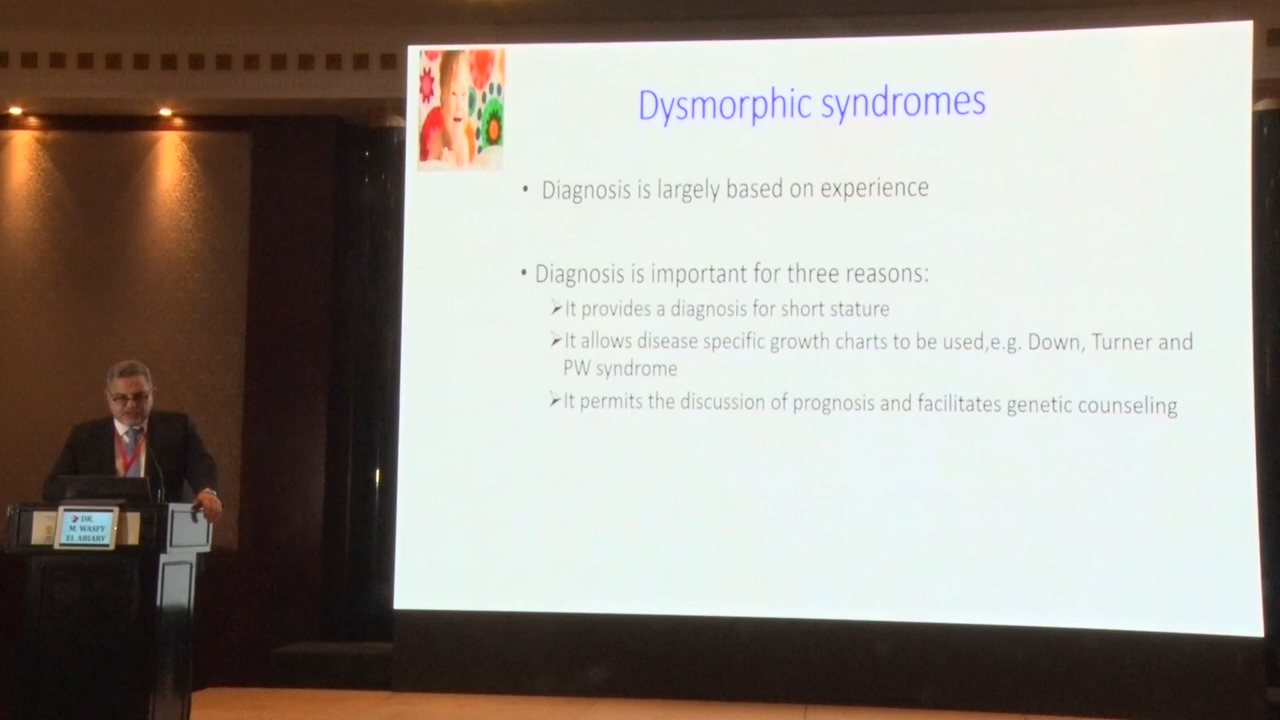 Dysmorphic syndromes
• Diagnosis is largely based on experience
• Diagnosis is important for three reasons:
➢It provides a diagnosis for short stature
➢It allows disease specific growth charts to be used,e.g. Down, Turner and
PW syndrome
➢It permits the discussion of prognosis and facilitates genetic counseling
DR.
M. WASFY
EL ABIARY